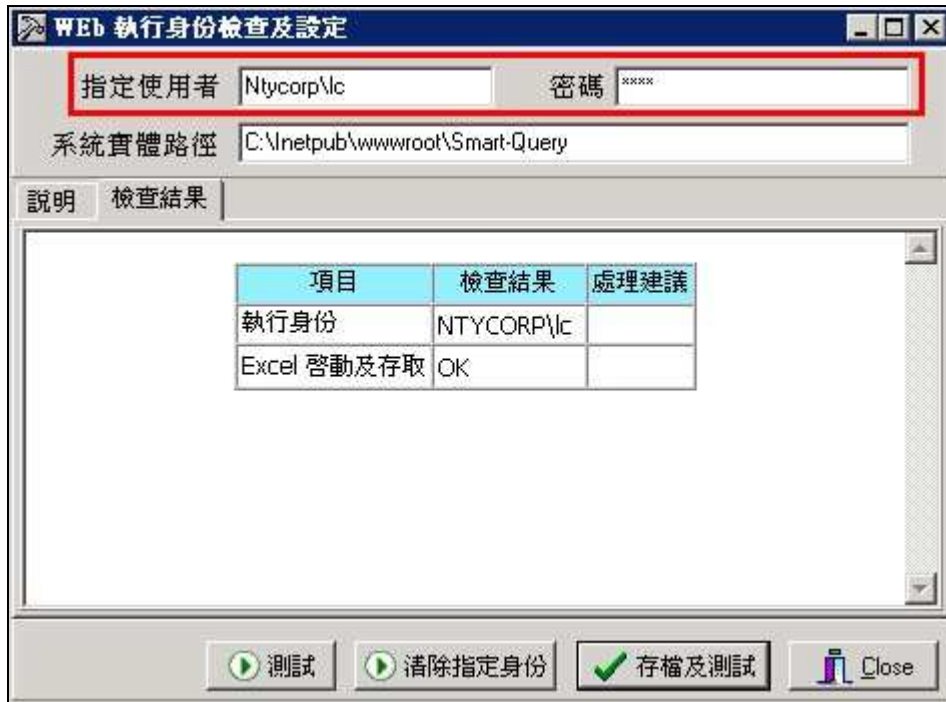 WEb 執行身份檢查及設定
指定使用者 Ntycorp\lc 密碼 ****
系統實體路徑 C:\Inetpub\wwwroot\Smart-Query
說明 檢查結果
項目 檢查結果 處理建議
執行身份 NTYCORP\lc
Excel 啓動及存取 OK
測試 清除指定身份 存檔及測試 Close